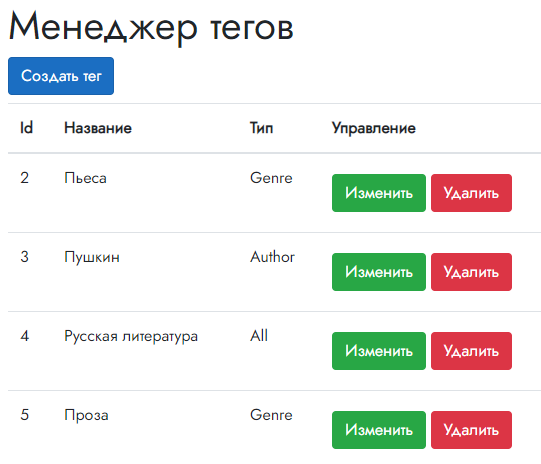 Менеджер тегов
Создать тег
Id Название Тип Управление
2 Пьеса Genre Изменить Удалить
3 Пушкин Author Изменить Удалить
4 Русская литература All Изменить Удалить
5 Проза Genre Изменить Удалить